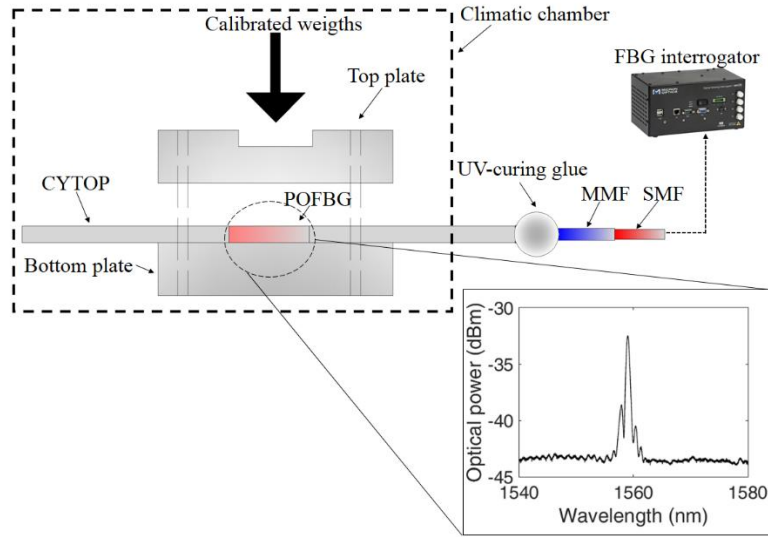 Calibrated weigths
Climatic chamber
FBG interrogator
Top plate
UV-curing glue
CYTOP
POFBG
MMF
SMF
Bottom plate
-30
-35
-40
-45
Optical power (dBm)
1540
1560
1580
Wavelength (nm)